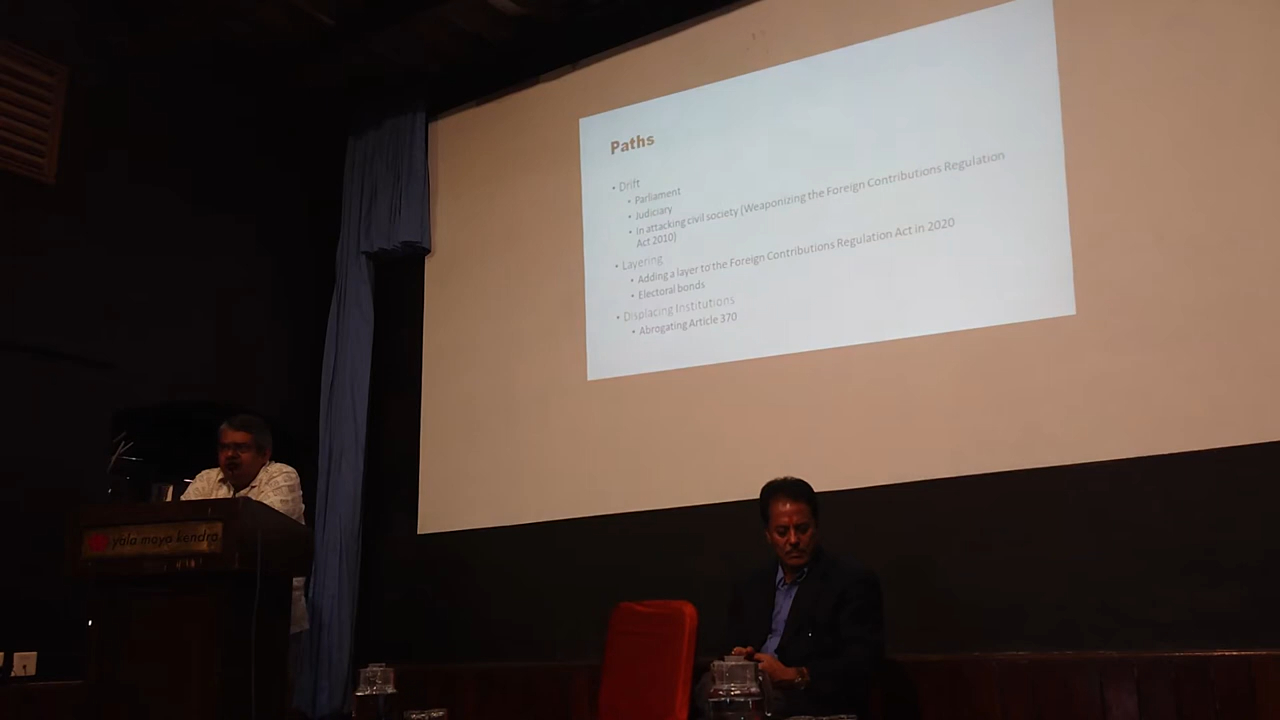 Paths
• Drift
• Parliament
• Judiciary
• In attacking civil society (Weaponizing the Foreign Contributions Regulation
Act 2010)
• Layering
• Adding a layer to the Foreign Contributions Regulation Act in 2020
• Electoral bonds
• Displacing Institutions
• Abrogating Article 370
yala maya kendra